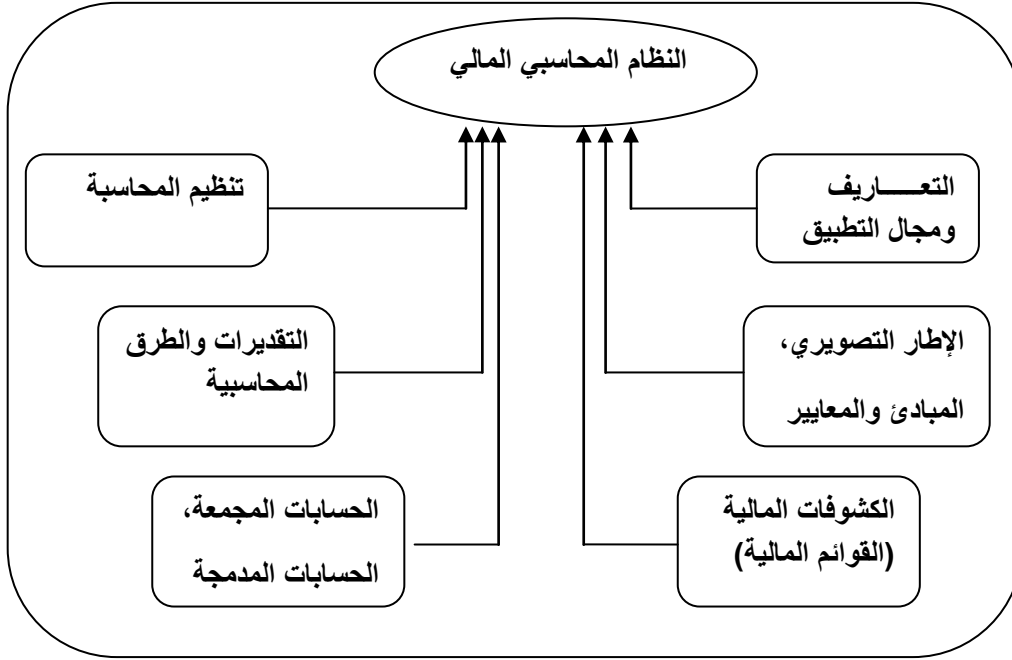 النظام المحاسبي المالي
التعـــــاريف
ومجال التطبيق
تنظيم المحاسبة
الإطار التصويري،
المبادئ والمعايير
التقديرات والطرق
المحاسبية
الكشوفات المالية
(القوائم المالية)
الحسابات المجمعة،
الحسابات المدمجة